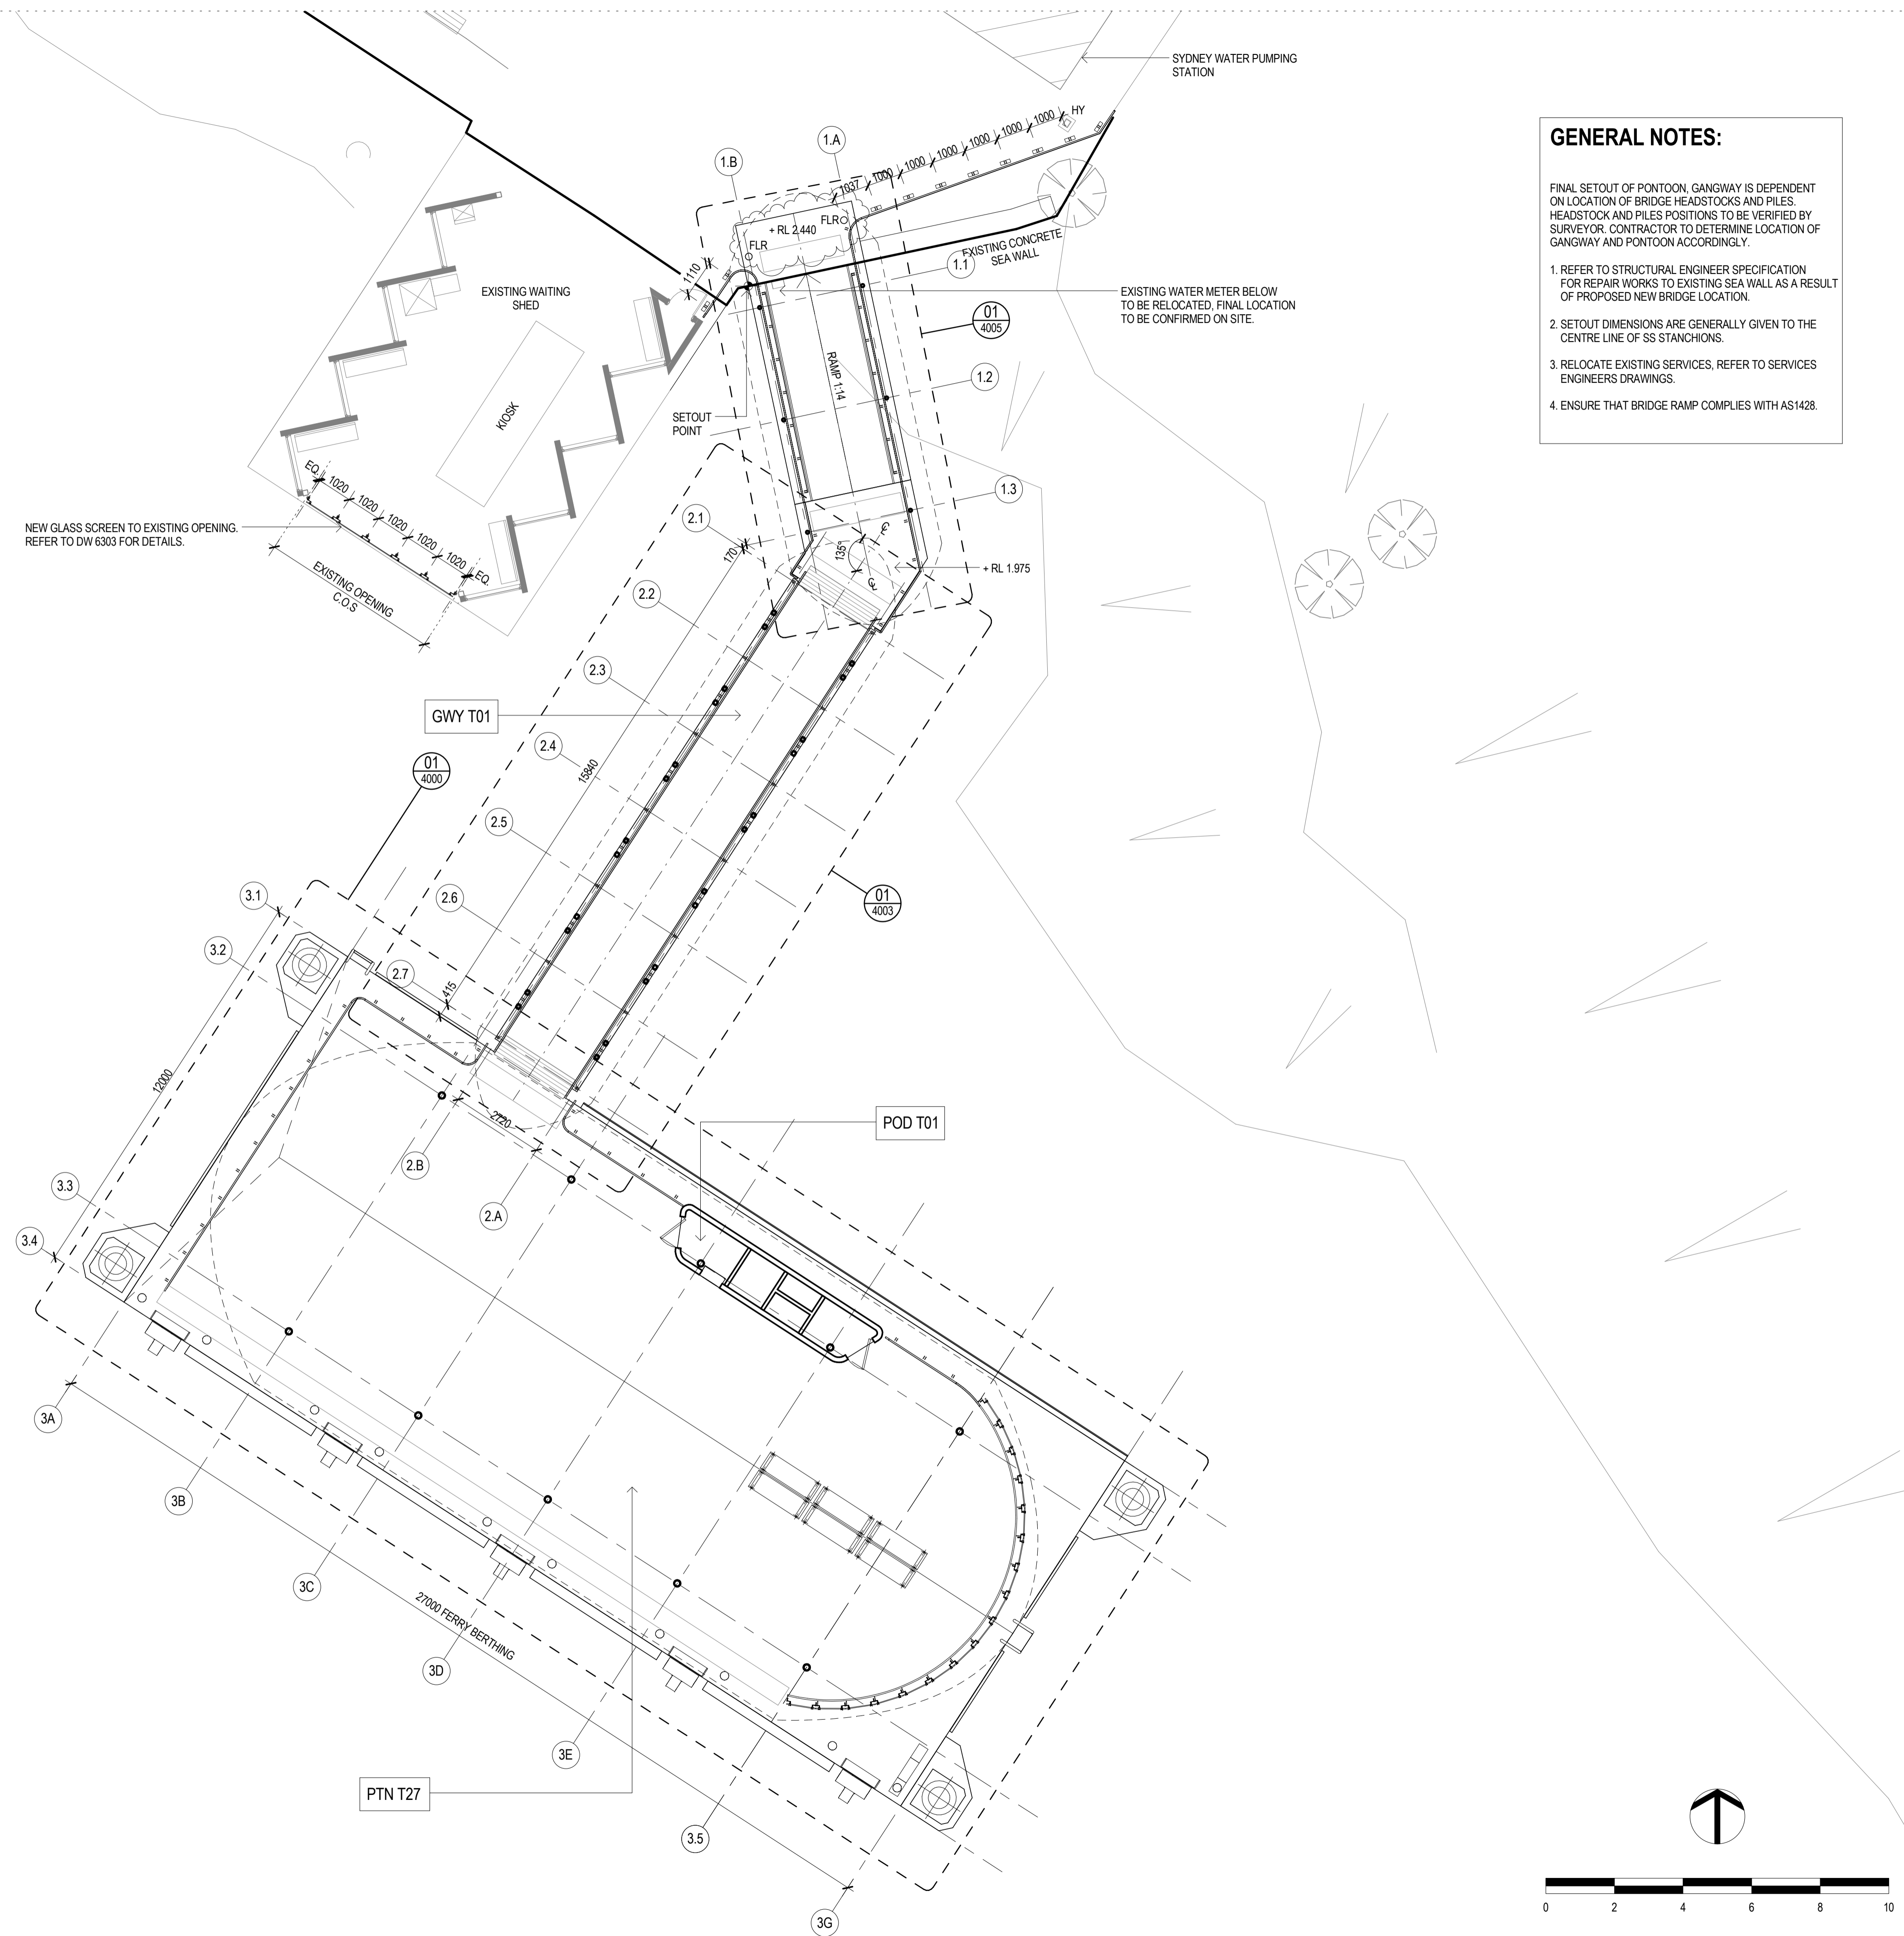 SYDNEY WATER PUMPING
STATION
HY
1000
1000
1000
1000
1000
1000
1037
1.A
1.B
FLR
+ RL 2.440
FLR
EXISTING CONCRETE
SEA WALL
1.1
1110
EXISTING WAITING
SHED
EXISTING WATER METER BELOW
TO BE RELOCATED, FINAL LOCATION
TO BE CONFIRMED ON SITE.
01
4005
RAMP 1:14
1.2
SETOUT
POINT
KIOSK
1.3
EQ.
1020
1020
1020
1020
1020
EQ.
NEW GLASS SCREEN TO EXISTING OPENING.
REFER TO DW 6303 FOR DETAILS.
EXISTING OPENING
C.O.S
2.1
170
135°
+ RL 1.975
2.2
2.3
GWY T01
2.4
15840
01
4000
2.5
2.6
01
4003
3.1
3.2
2.7
415
12000
2720
POD T01
2.B
2.A
3.3
3.4
3A
3B
3C
27000 FERRY BERTHING
3D
3E
PTN T27
3.5
3G
GENERAL NOTES:
FINAL SETOUT OF PONTOON, GANGWAY IS DEPENDENT
ON LOCATION OF BRIDGE HEADSTOCKS AND PILES.
HEADSTOCK AND PILES POSITIONS TO BE VERIFIED BY
SURVEYOR. CONTRACTOR TO DETERMINE LOCATION OF
GANGWAY AND PONTOON ACCORDINGLY.
1. REFER TO STRUCTURAL ENGINEER SPECIFICATION
FOR REPAIR WORKS TO EXISTING SEA WALL AS A RESULT
OF PROPOSED NEW BRIDGE LOCATION.
2. SETOUT DIMENSIONS ARE GENERALLY GIVEN TO THE
CENTRE LINE OF SS STANCHIONS.
3. RELOCATE EXISTING SERVICES, REFER TO SERVICES
ENGINEERS DRAWINGS.
4. ENSURE THAT BRIDGE RAMP COMPLIES WITH AS1428.
0 2 4 6 8 10